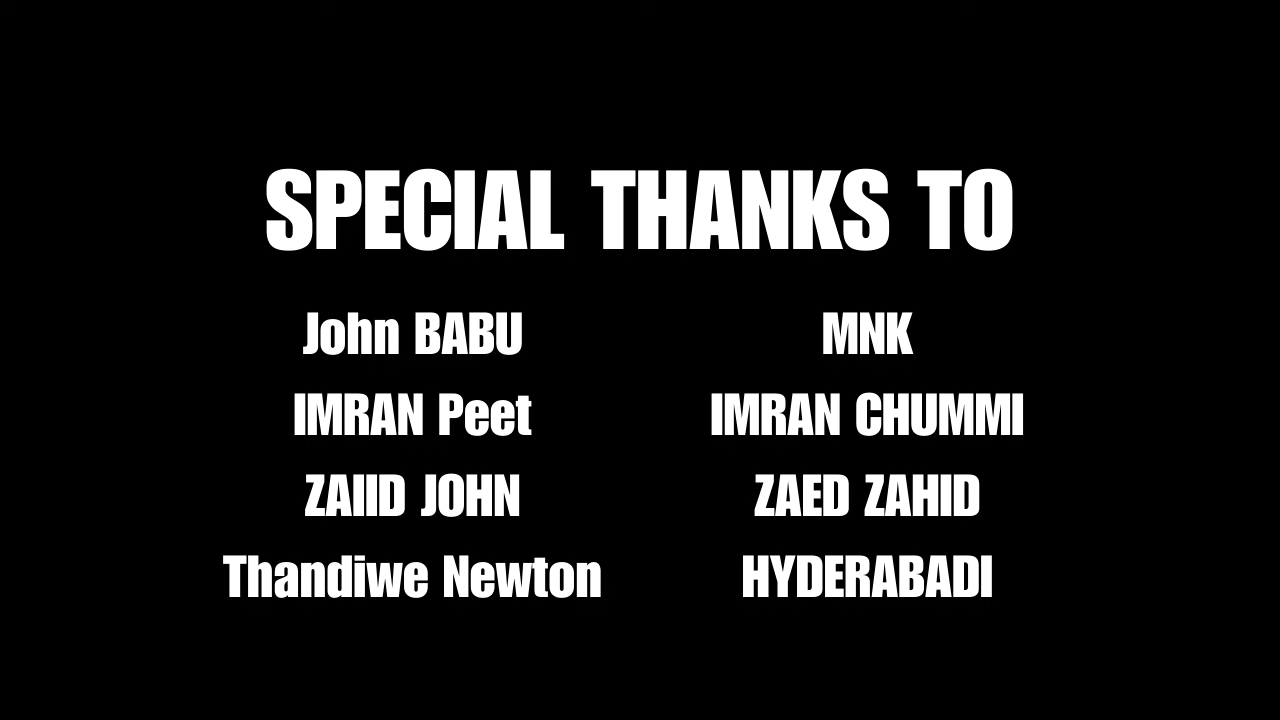 SPECIAL THANKS TO
John BABU
MNK
IMRAN Peet
IMRAN CHUMMI
ZAIID JOHN
ZAED ZAHID
Thandiwe Newton
HYDERABADI